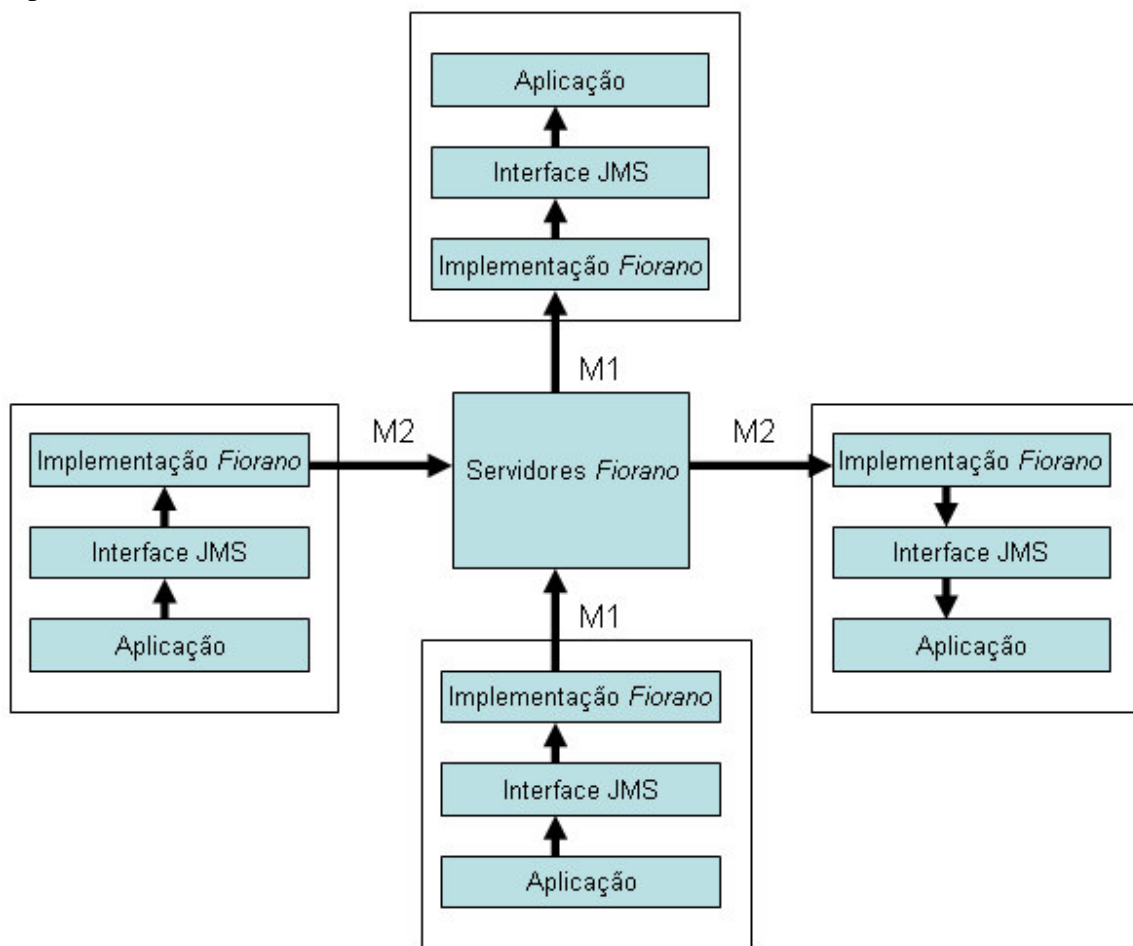 Aplicação
Interface JMS
Implementação Fiorano
M1
M2
M2
Implementação Fiorano
Interface JMS
Aplicação
Servidores Fiorano
Implementação Fiorano
Interface JMS
Aplicação
M1
Implementação Fiorano
Interface JMS
Aplicação